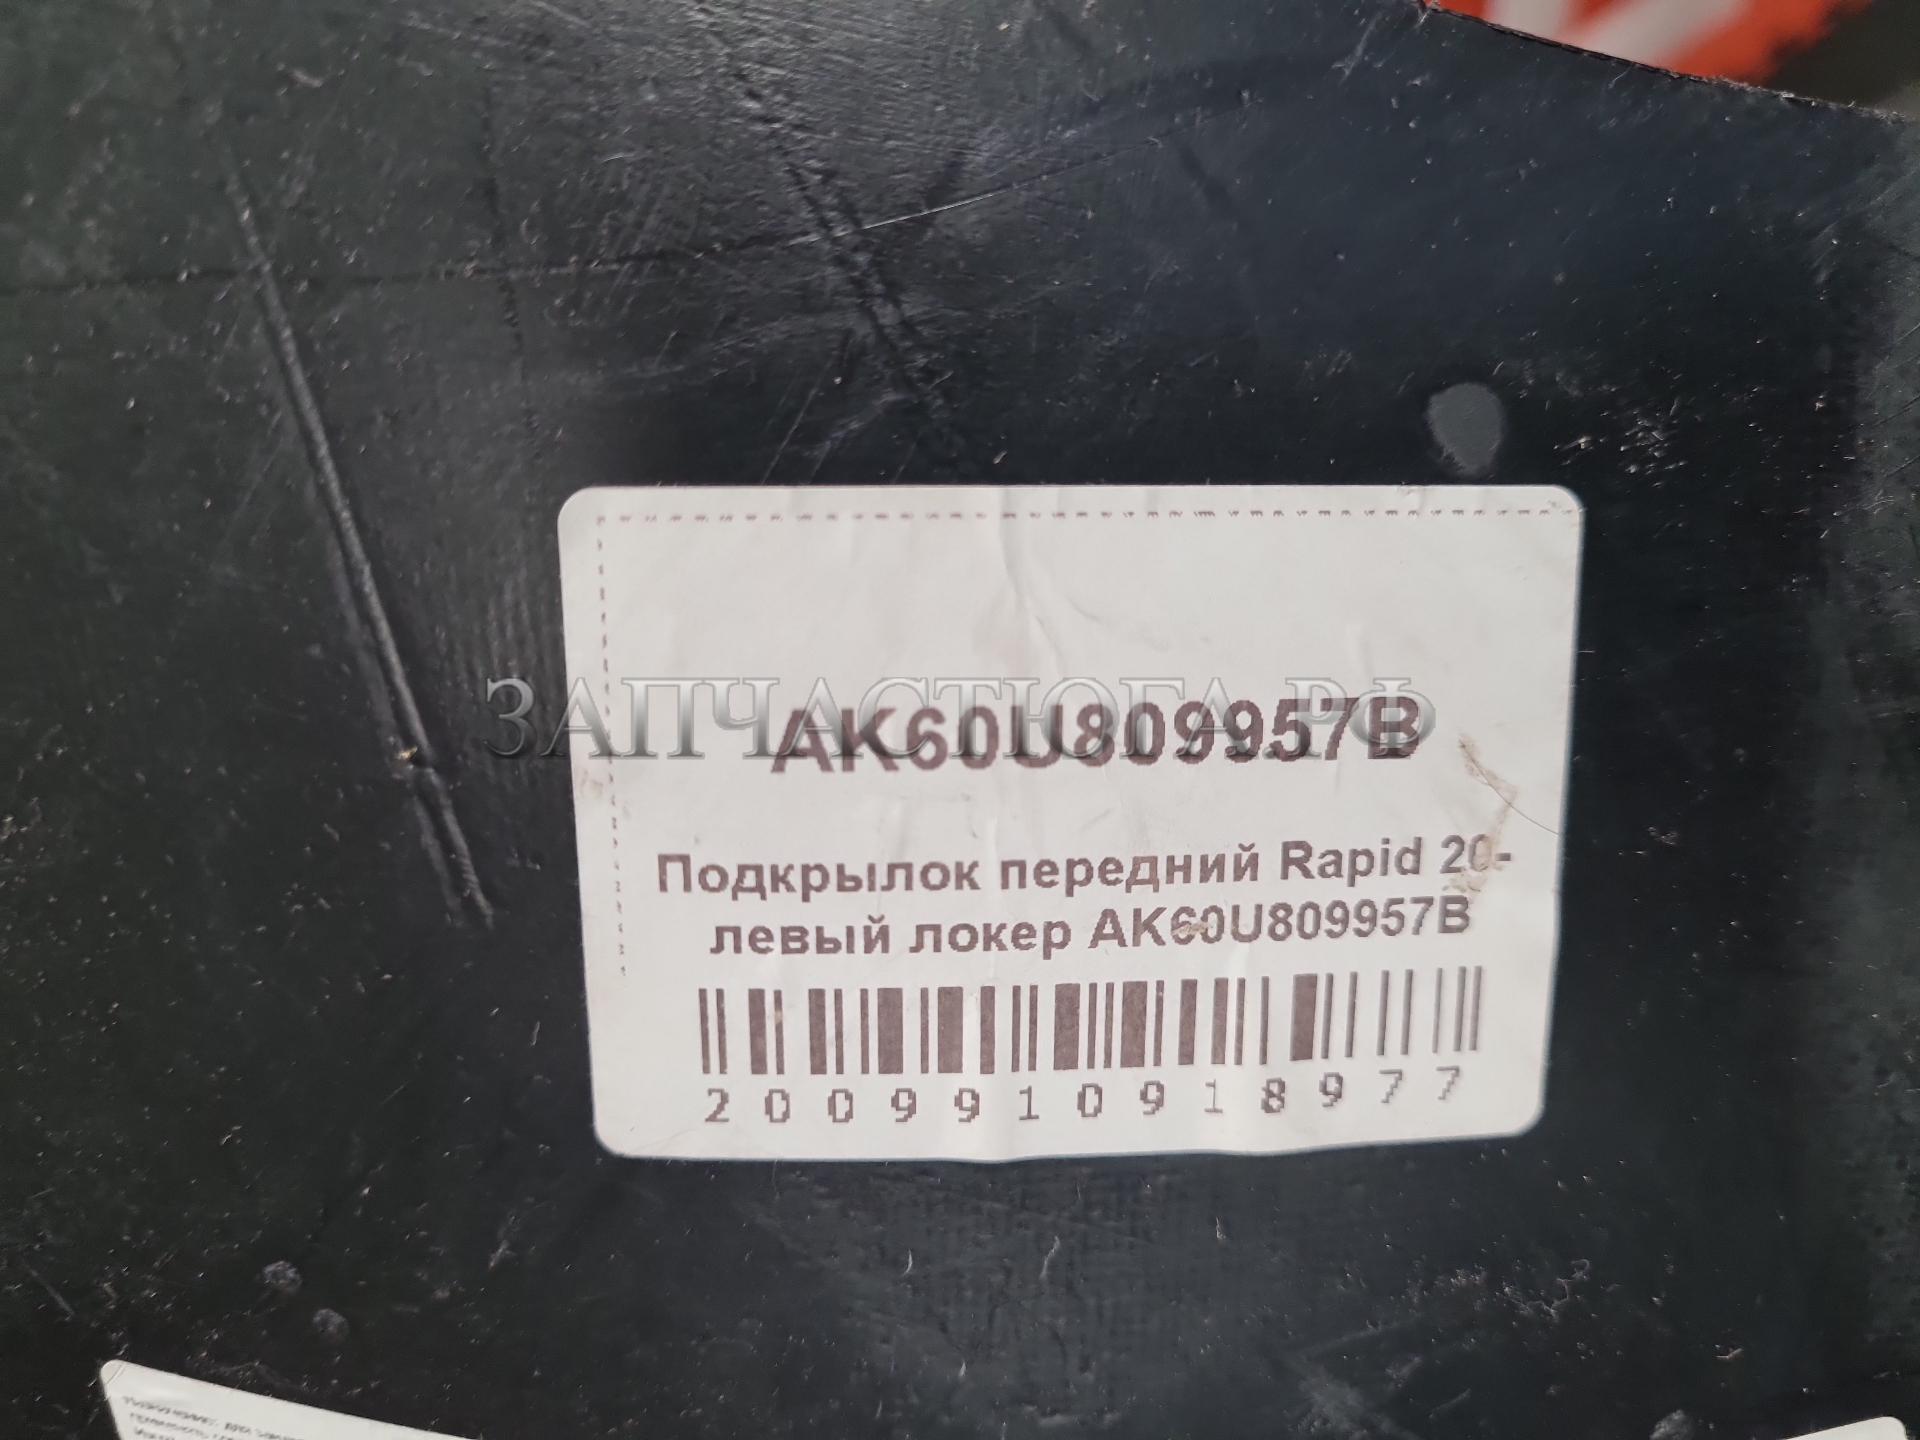 AK60U809957B
ЗАПЧАСТЮГА.РФ
Подкрылок передний Rapid 20-
левый локер AK60U809957B
2009910918977